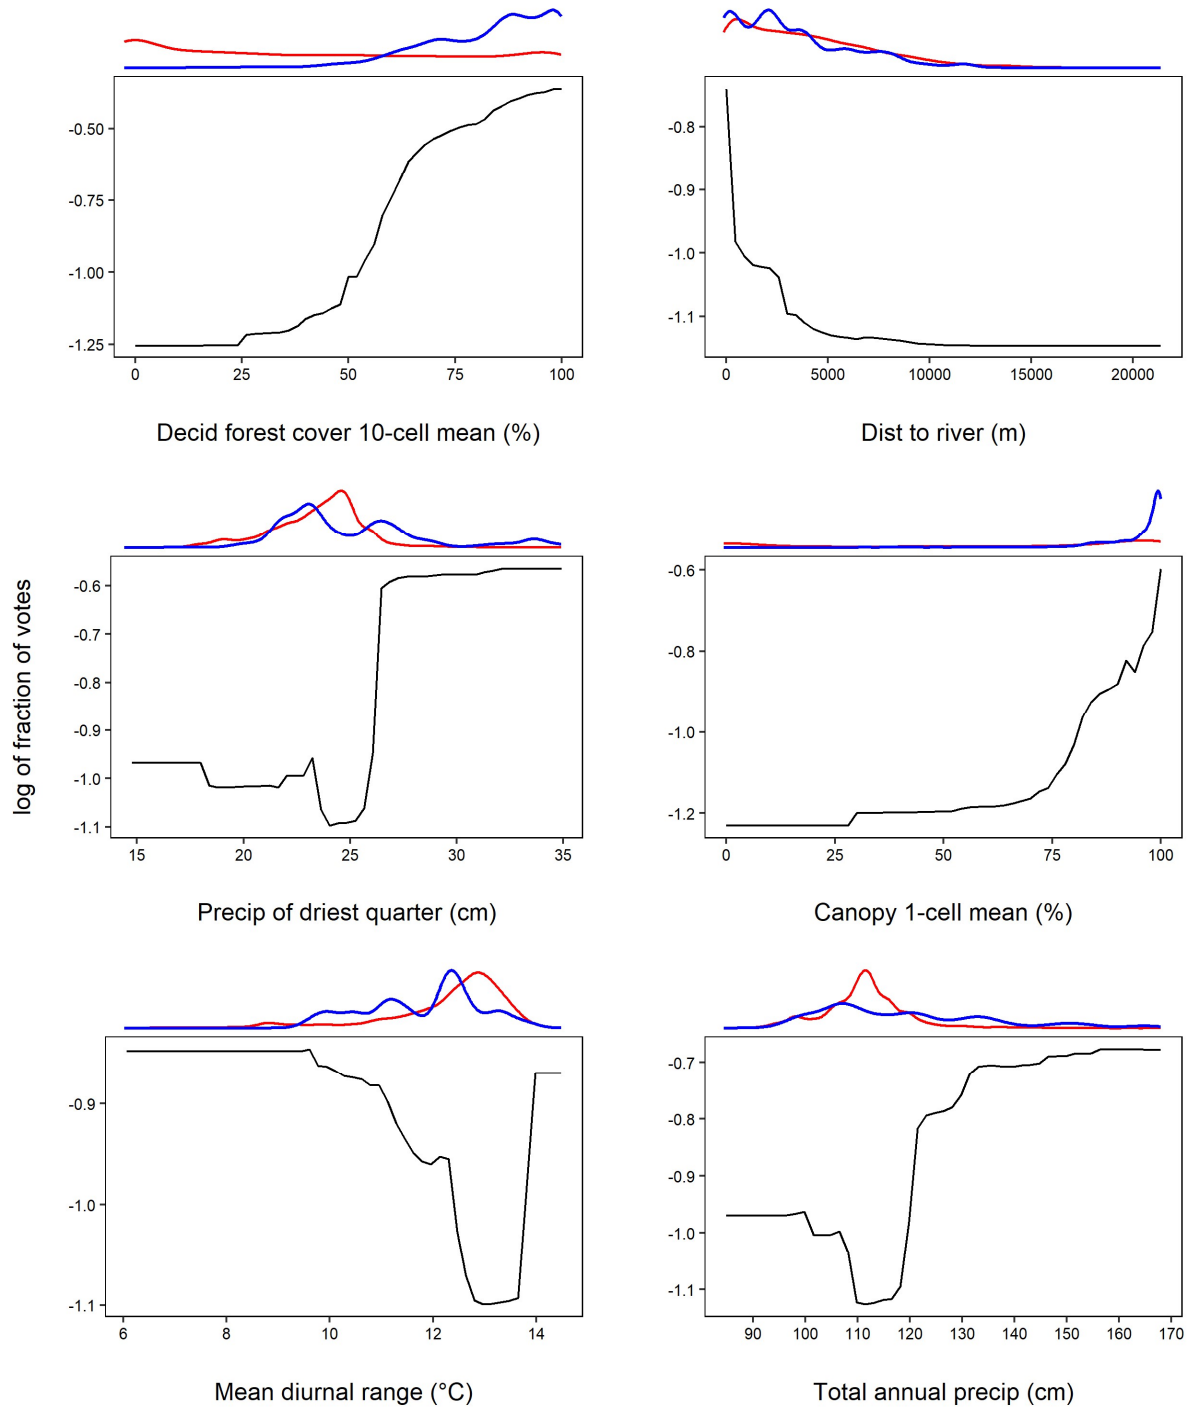 -0.50
-0.75
-1.00
-1.25
0 25 50 75 100
Decid forest cover 10-cell mean (%)
-0.8
-0.9
-1.0
-1.1
0 5000 10000 15000 20000
Dist to river (m)
log of fraction of votes
-0.6
-0.7
-0.8
-0.9
-1.0
-1.1
15 20 25 30 35
Precip of driest quarter (cm)
-0.6
-0.8
-1.0
-1.2
0 25 50 75 100
Canopy 1-cell mean (%)
-0.9
-1.0
-1.1
6 8 10 12 14
Mean diurnal range (°C)
-0.7
-0.8
-0.9
-1.0
-1.1
90 100 110 120 130 140 150 160 170
Total annual precip (cm)